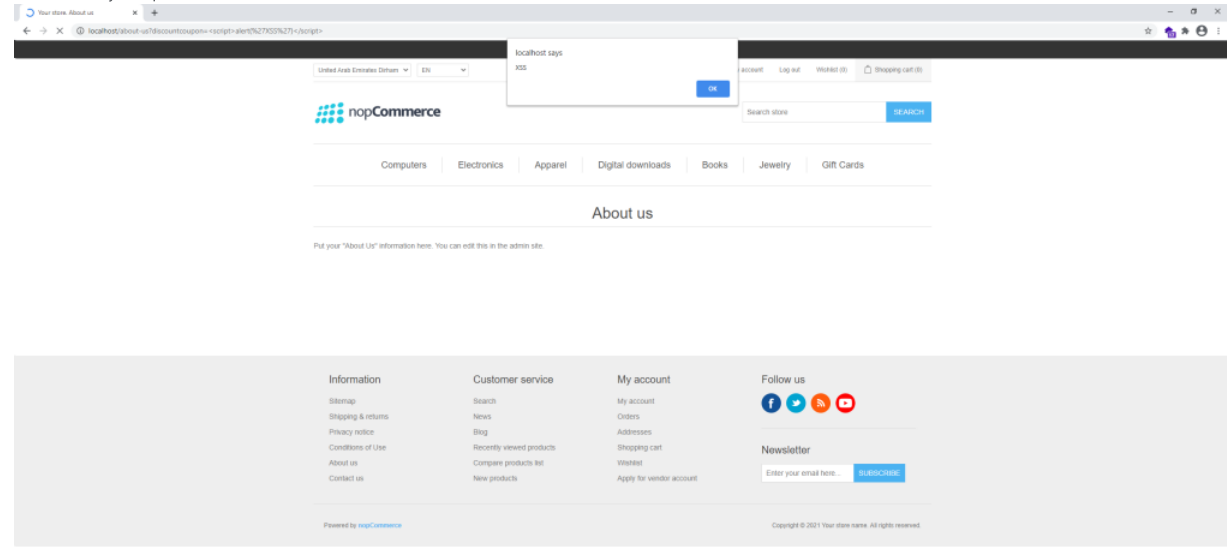 Your store. About us
localhost/about-us?discountcoupon=<script>alert(%27XSS%27)</script>
localhost says
XSS
OK
United Arab Emirates Dirham EN account Log out Wishlist (0) Shopping cart (0)
nopCommerce
Search store SEARCH
Computers Electronics Apparel Digital downloads Books Jewelry Gift Cards
About us
Put your "About Us" information here. You can edit this in the admin site.
Information
Sitemap
Shipping & returns
Privacy notice
Conditions of Use
About us
Contact us
Customer service
Search
News
Blog
Recently viewed products
Compare products list
New products
My account
My account
Orders
Addresses
Shopping cart
Wishlist
Apply for vendor account
Follow us
Newsletter
Enter your email here... SUBSCRIBE
Powered by nopCommerce
Copyright © 2021 Your store name. All rights reserved.